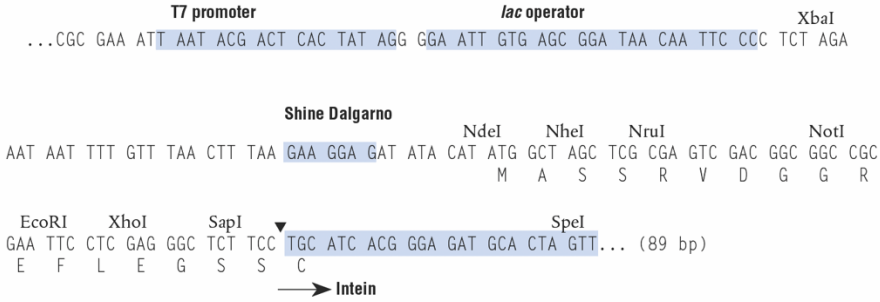 T7 promoter lac operator
XbaI
...CGC GAA ATT AAT ACG ACT CAC TAT AGG GGA ATT GTG AGC GGA TAA CAA TTC CCC TCT AGA
Shine Dalgarno
NdeI NheI NruI NotI
AAT AAT TTT GTT TAA CTT TAA GAA GGA GAT ATA CAT ATG GCT AGC TCG CGA GTC GAC GGC GGC CGC
M A S S R V D G G R
EcoRI XhoI SapI SpeI
GAA TTC CTC GAG GGC TCT TCC TGC ATC ACG GGA GAT GCA CTA GTT... (89 bp)
E F L E G S S C
Intein